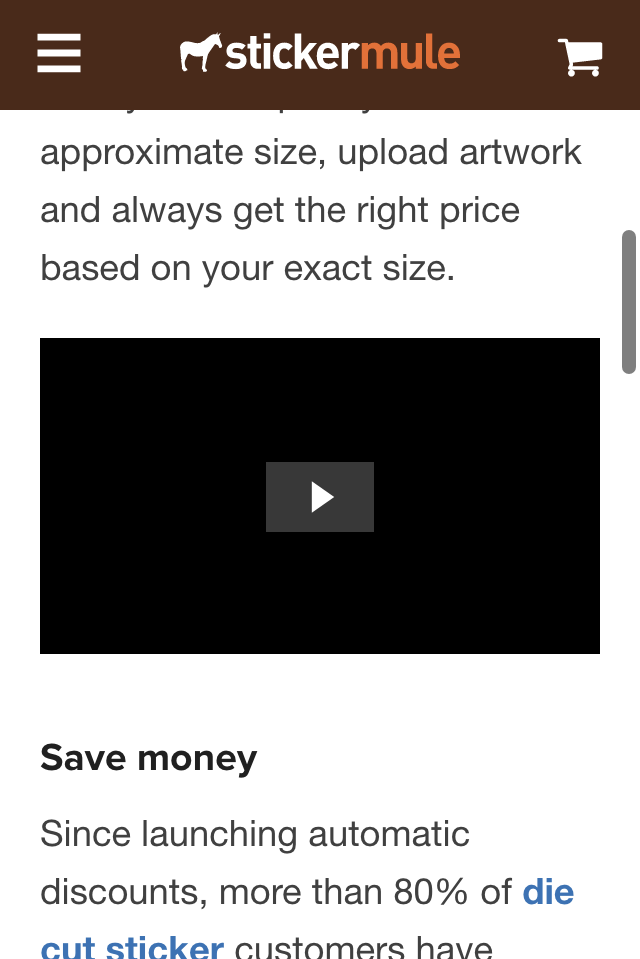 stickermule
approximate size, upload artwork
and always get the right price
based on your exact size.
Save money
Since launching automatic
discounts, more than 80% of die
cut sticker customers have